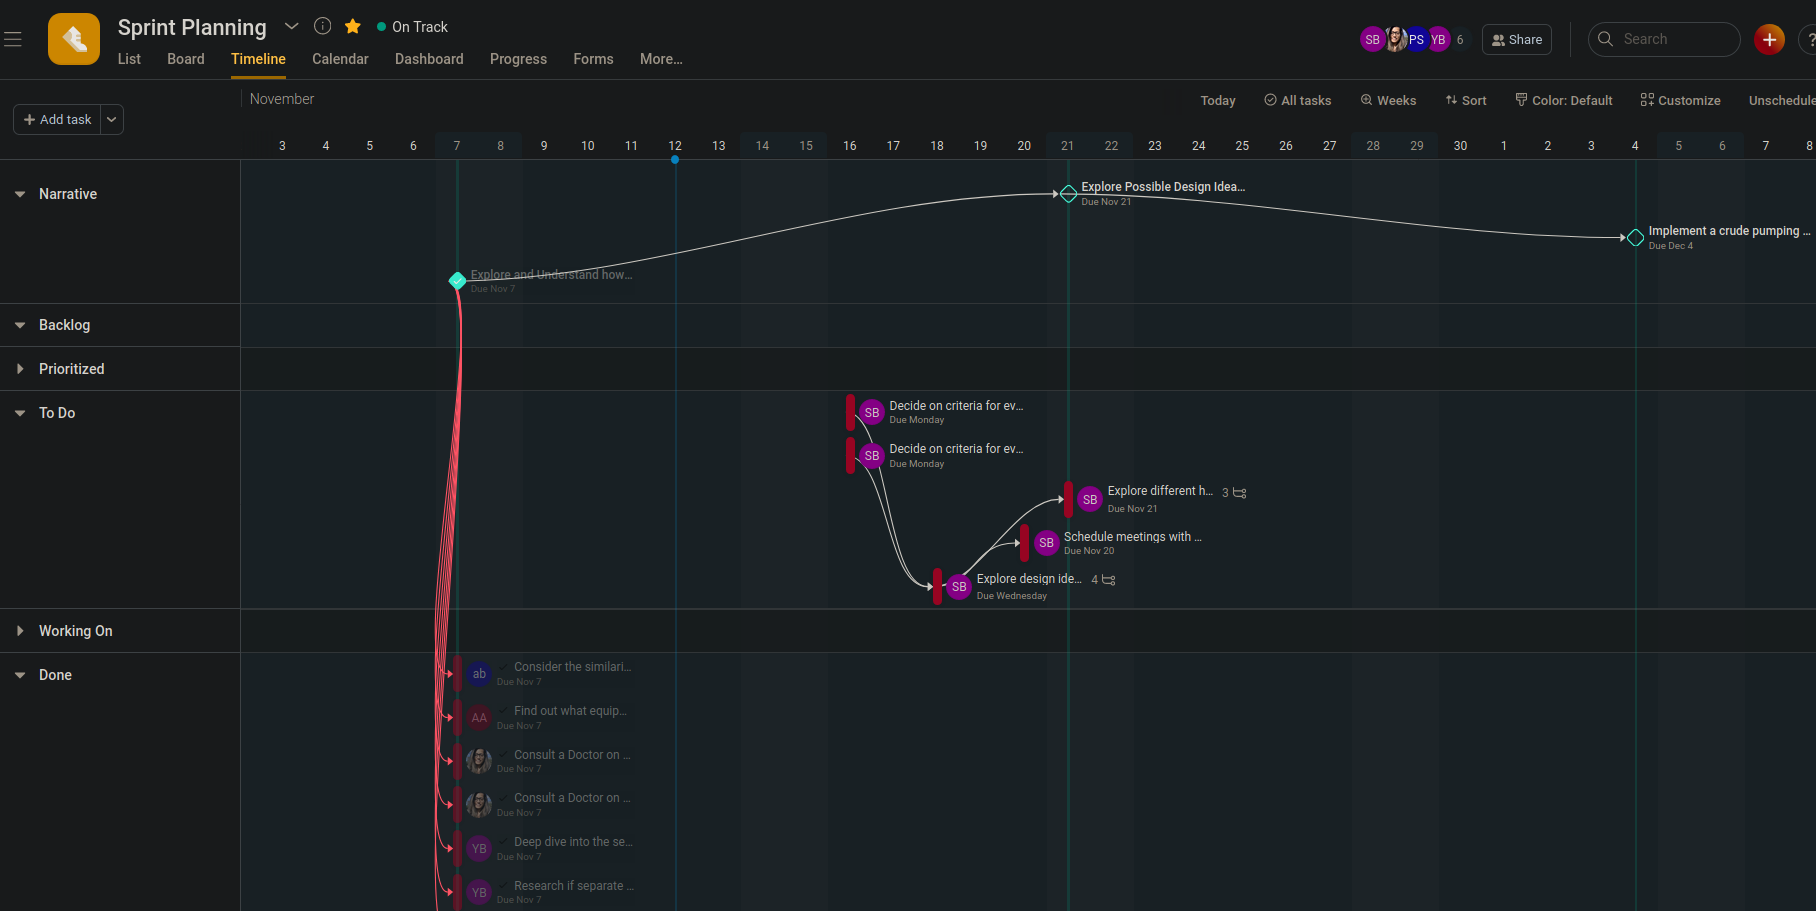 Sprint Planning
On Track
List Board Timeline Calendar Dashboard Progress Forms More...
SB PS YB 6
Share
Search
?
Add task
November
Today All tasks Weeks Sort Color: Default Customize Unschedule
3 4 5 6 7 8 9 10 11 12 13 14 15 16 17 18 19 20 21 22 23 24 25 26 27 28 29 30 1 2 3 4 5 6 7 8
Narrative
Explore Possible Design Idea...
Due Nov 21
Implement a crude pumping ...
Due Dec 4
Explore and Understand how...
Due Nov 7
Backlog
Prioritized
To Do
SB Decide on criteria for ev...
Due Monday
SB Decide on criteria for ev...
Due Monday
SB Explore different h... 3
Due Nov 21
SB Schedule meetings with ...
Due Nov 20
SB Explore design ide... 4
Due Wednesday
Working On
Done
ab Consider the similari...
Due Nov 7
AA Find out what equip...
Due Nov 7
Consult a Doctor on ...
Due Nov 7
Consult a Doctor on ...
Due Nov 7
YB Deep dive into the se...
Due Nov 7
YB Research if separate ...
Due Nov 7